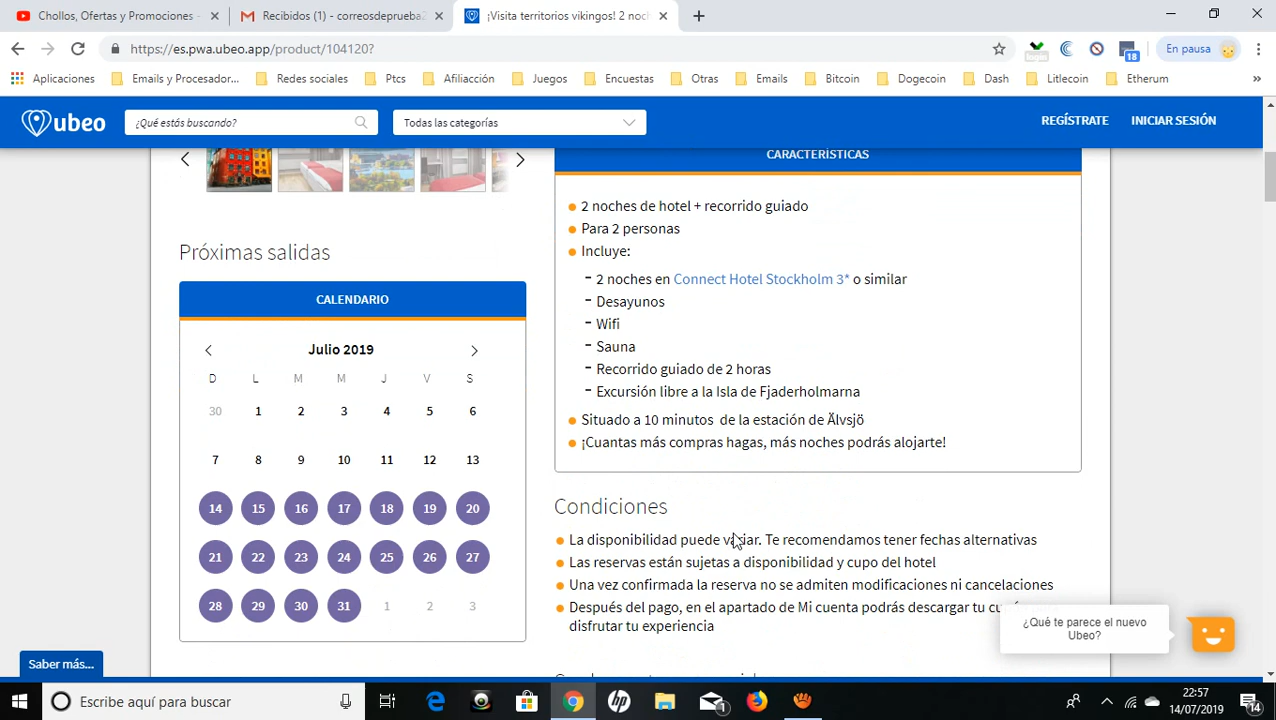 Chollos, Ofertas y Promociones -
Recibidos (1) - correosdeprueba2
¡Visita territorios vikingos! 2 noch
https://es.pwa.ubeo.app/product/104120?
18
En pausa
Aplicaciones
Emails y Procesador...
Redes sociales
Ptcs
Afiliacción
Juegos
Encuestas
Otras
Emails
Bitcoin
Dogecoin
Dash
Litlecoin
Etherum
»
ubeo
¿Qué estás buscando?
Todas las categorías
REGÍSTRATE
INICIAR SESIÓN
CARACTERÍSTICAS
2 noches de hotel + recorrido guiado
Para 2 personas
Incluye:
- 2 noches en Connect Hotel Stockholm 3* o similar
- Desayunos
- Wifi
- Sauna
- Recorrido guiado de 2 horas
- Excursión libre a la Isla de Fjaderholmarna
Situado a 10 minutos de la estación de Älvsjö
¡Cuantas más compras hagas, más noches podrás alojarte!
Próximas salidas
CALENDARIO
Julio 2019
D L M M J V S
30 1 2 3 4 5 6
7 8 9 10 11 12 13
14 15 16 17 18 19 20
21 22 23 24 25 26 27
28 29 30 31 1 2 3
Condiciones
La disponibilidad puede variar. Te recomendamos tener fechas alternativas
Las reservas están sujetas a disponibilidad y cupo del hotel
Una vez confirmada la reserva no se admiten modificaciones ni cancelaciones
Después del pago, en el apartado de Mi cuenta podrás descargar tu
disfrutar tu experiencia
¿Qué te parece el nuevo
Ubeo?
Saber más...
Escribe aquí para buscar
1
22:57
14/07/2019
14